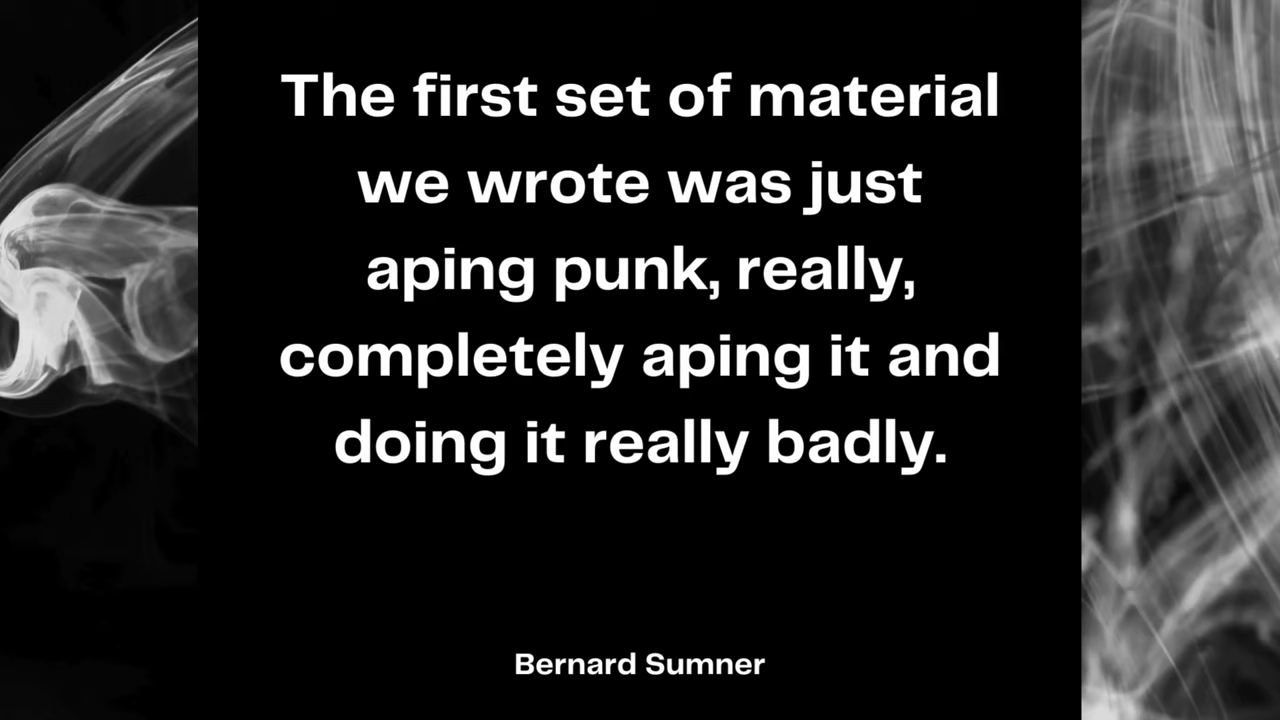 The first set of material
we wrote was just
aping punk, really,
completely aping it and
doing it really badly.
Bernard Sumner